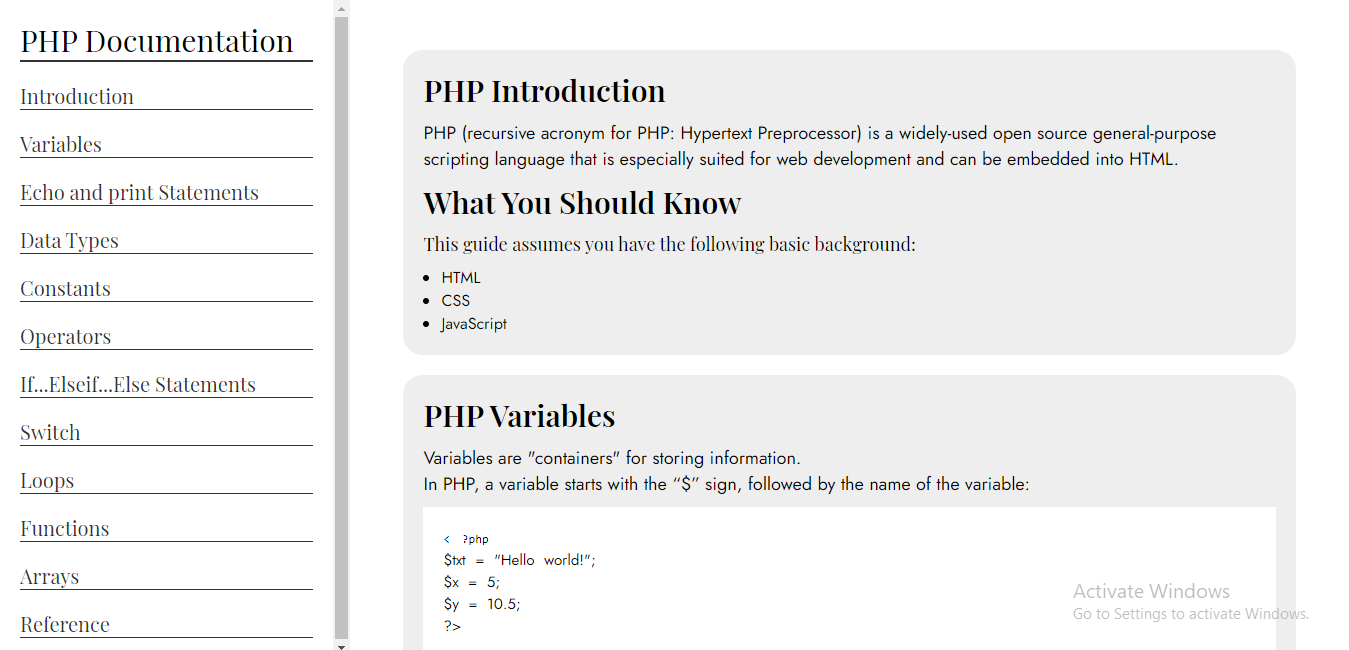 PHP Documentation
Introduction
Variables
Echo and print Statements
Data Types
Constants
Operators
If...Elseif...Else Statements
Switch
Loops
Functions
Arrays
Reference
PHP Introduction
PHP (recursive acronym for PHP: Hypertext Preprocessor) is a widely-used open source general-purpose
scripting language that is especially suited for web development and can be embedded into HTML.
What You Should Know
This guide assumes you have the following basic background:
• HTML
• CSS
• JavaScript
PHP Variables
Variables are "containers" for storing information.
In PHP, a variable starts with the “$” sign, followed by the name of the variable:
< ?php
$txt = "Hello world!";
$x = 5;
$y = 10.5;
?>
Activate Windows
Go to Settings to activate Windows.